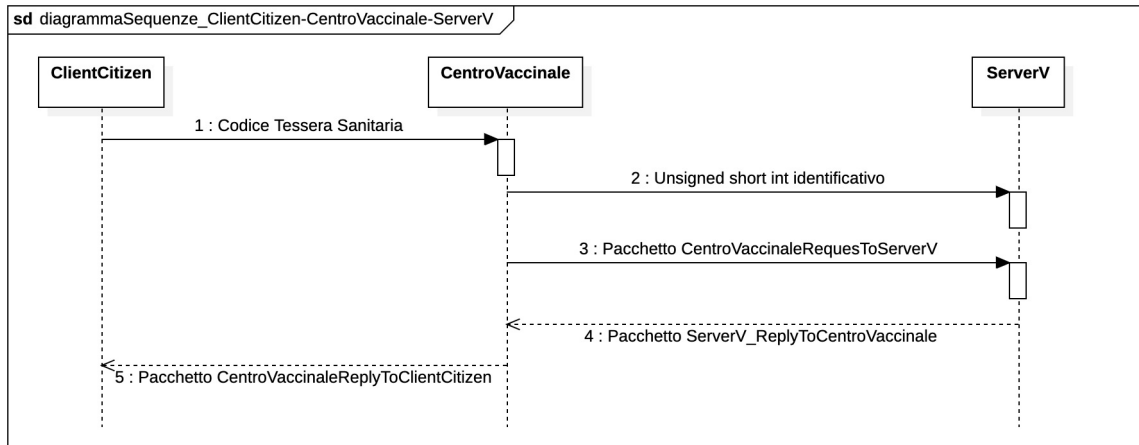 sd diagrammaSequenze_ClientCitizen-CentroVaccinale-ServerV
ClientCitizen
CentroVaccinale
ServerV
1 : Codice Tessera Sanitaria
2 : Unsigned short int identificativo
3 : Pacchetto CentroVaccinaleRequesToServerV
4 : Pacchetto ServerV_ReplyToCentroVaccinale
5 : Pacchetto CentroVaccinaleReplyToClientCitizen